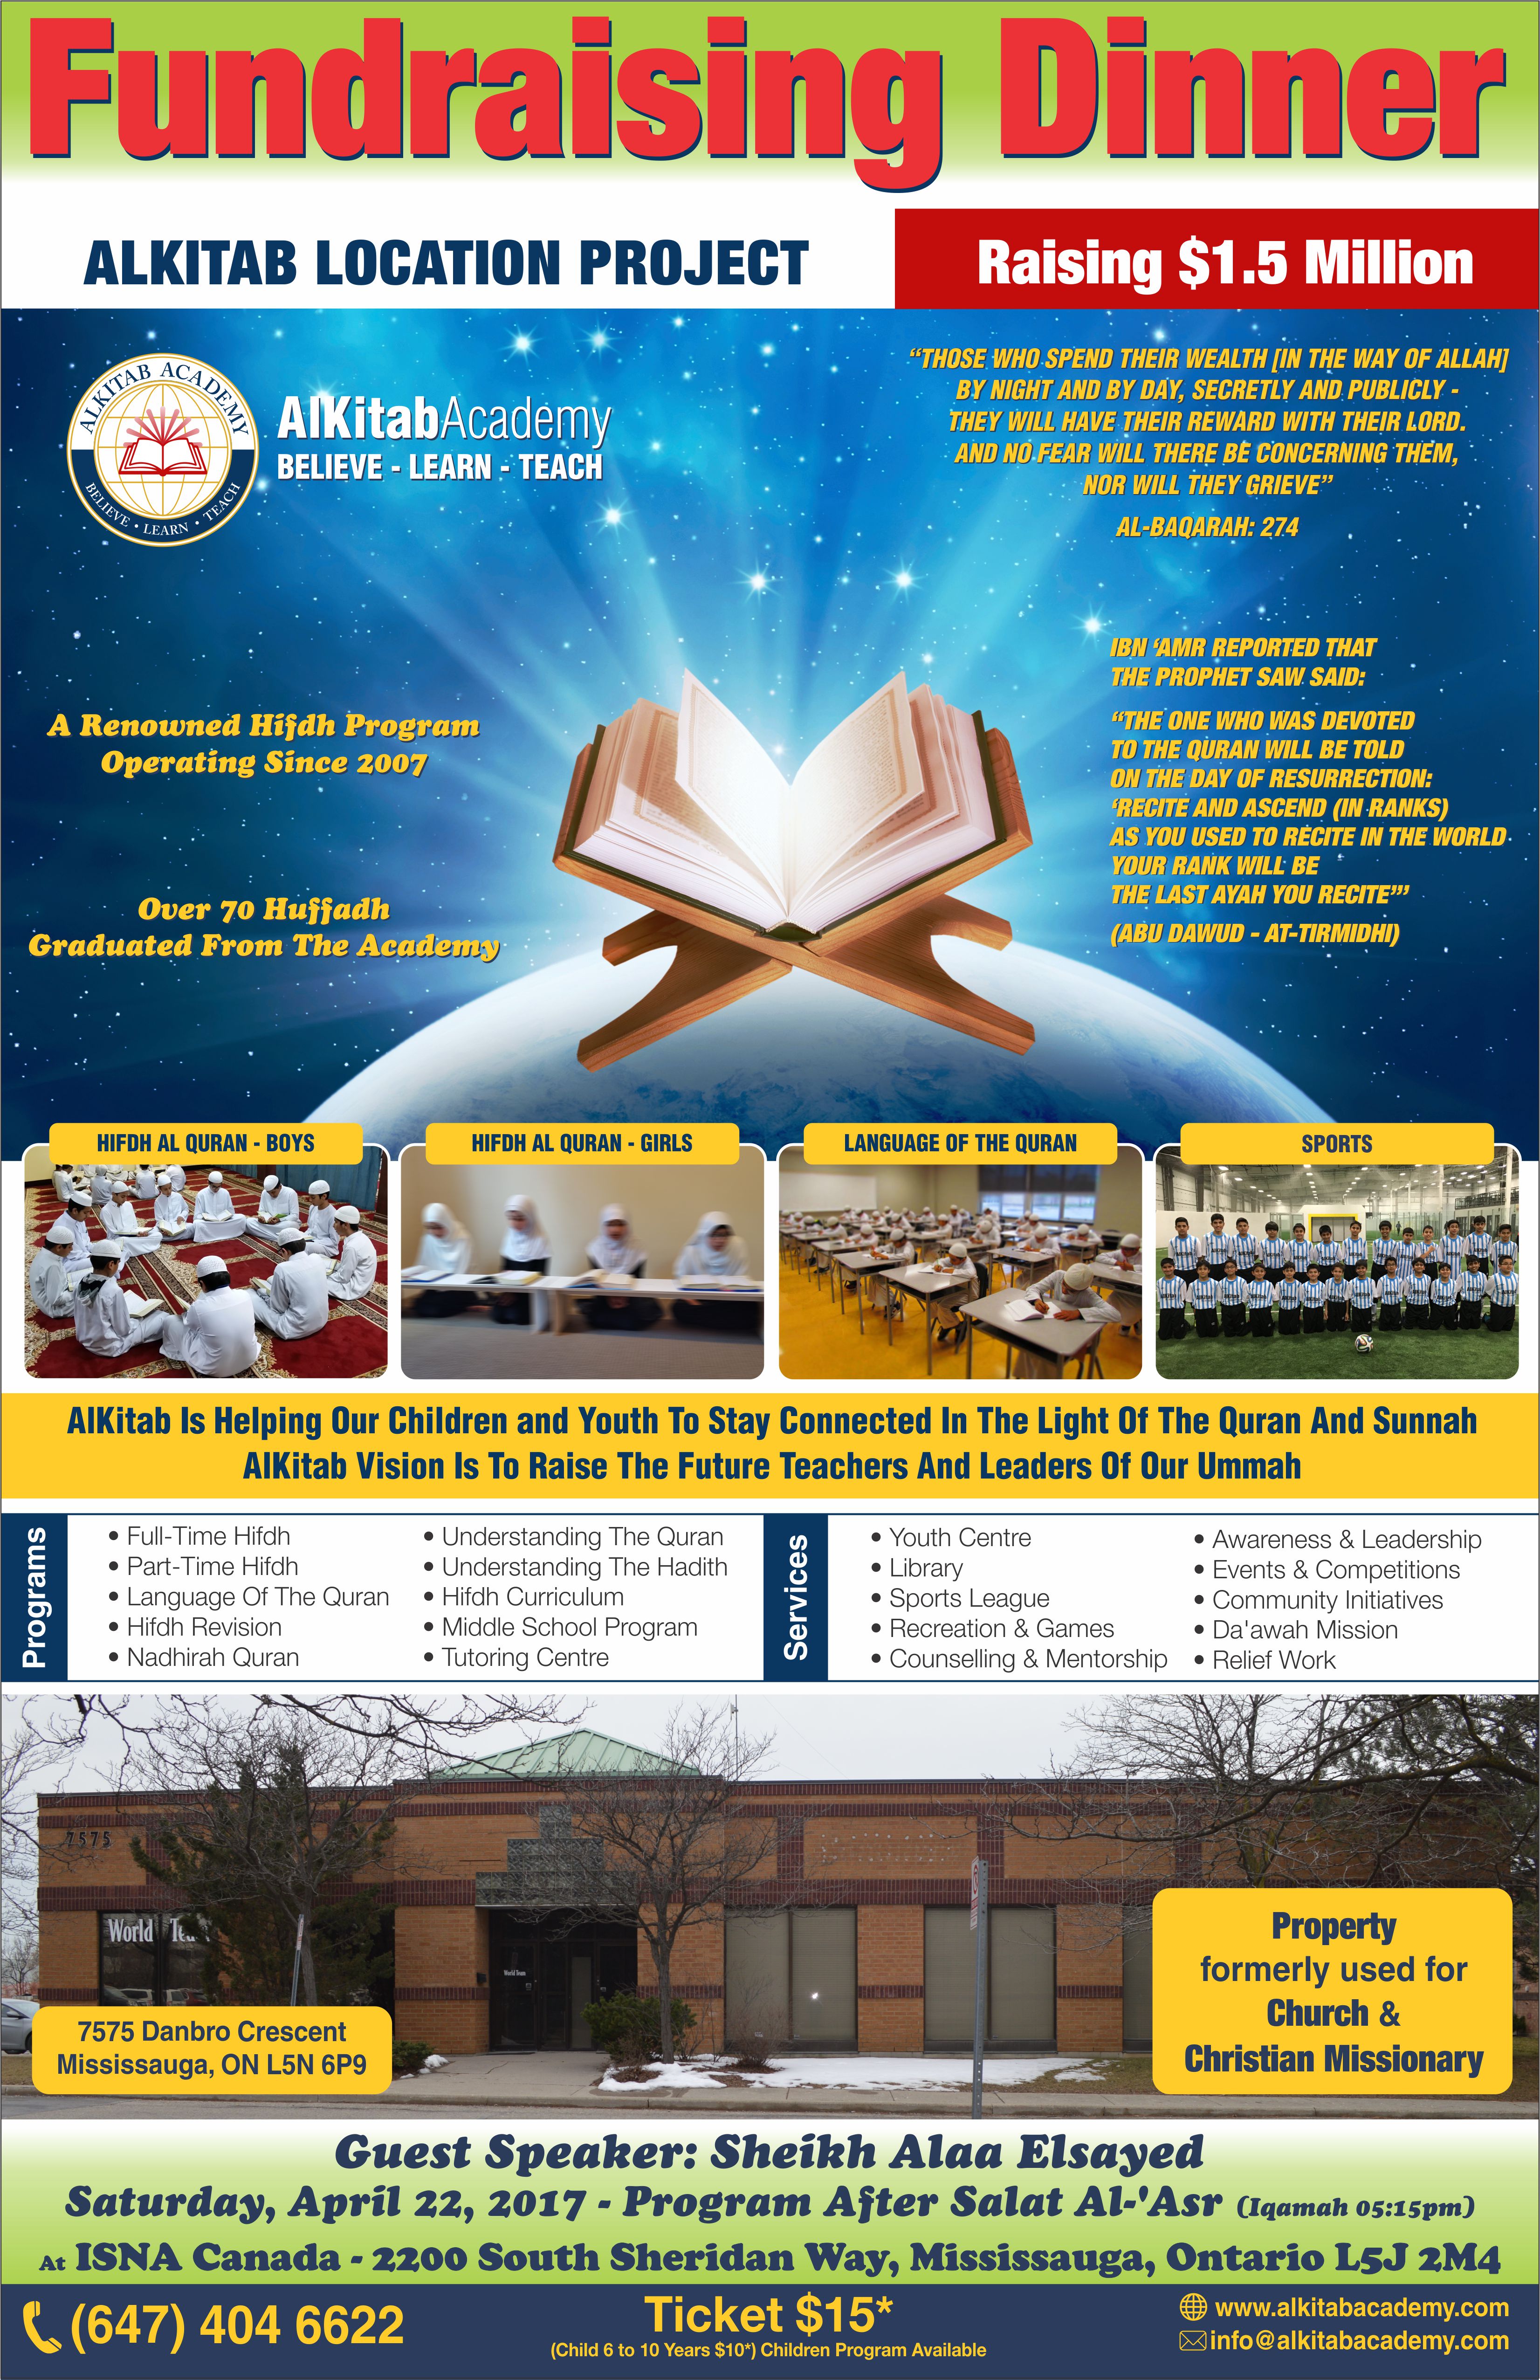 Fundraising Dinner
ALKITAB LOCATION PROJECT
Raising $1.5 Million
ALKITAB ACADEMY
BELIEVE • LEARN • TEACH
AlKitabAcademy
BELIEVE - LEARN - TEACH
“THOSE WHO SPEND THEIR WEALTH [IN THE WAY OF ALLAH]
BY NIGHT AND BY DAY, SECRETLY AND PUBLICLY -
THEY WILL HAVE THEIR REWARD WITH THEIR LORD.
AND NO FEAR WILL THERE BE CONCERNING THEM,
NOR WILL THEY GRIEVE”
AL-BAQARAH: 274
A Renowned Hifdh Program
Operating Since 2007
Over 70 Huffadh
Graduated From The Academy
IBN ‘AMR REPORTED THAT
THE PROPHET SAW SAID:
“THE ONE WHO WAS DEVOTED
TO THE QURAN WILL BE TOLD
ON THE DAY OF RESURRECTION:
‘RECITE AND ASCEND (IN RANKS)
AS YOU USED TO RECITE IN THE WORLD
YOUR RANK WILL BE
THE LAST AYAH YOU RECITE’”
(ABU DAWUD - AT-TIRMIDHI)
HIFDH AL QURAN - BOYS
HIFDH AL QURAN - GIRLS
LANGUAGE OF THE QURAN
SPORTS
AlKitab Is Helping Our Children and Youth To Stay Connected In The Light Of The Quran And Sunnah
AlKitab Vision Is To Raise The Future Teachers And Leaders Of Our Ummah
Programs
• Full-Time Hifdh
• Part-Time Hifdh
• Language Of The Quran
• Hifdh Revision
• Nadhirah Quran
• Understanding The Quran
• Understanding The Hadith
• Hifdh Curriculum
• Middle School Program
• Tutoring Centre
Services
• Youth Centre
• Library
• Sports League
• Recreation & Games
• Counselling & Mentorship
• Awareness & Leadership
• Events & Competitions
• Community Initiatives
• Da'awah Mission
• Relief Work
7575
World
World Team
7575 Danbro Crescent
Mississauga, ON L5N 6P9
Property
formerly used for
Church &
Christian Missionary
Guest Speaker: Sheikh Alaa Elsayed
Saturday, April 22, 2017 - Program After Salat Al-'Asr (Iqamah 05:15pm)
At ISNA Canada - 2200 South Sheridan Way, Mississauga, Ontario L5J 2M4
(647) 404 6622
Ticket $15*
(Child 6 to 10 Years $10*) Children Program Available
www.alkitabacademy.com
info@alkitabacademy.com